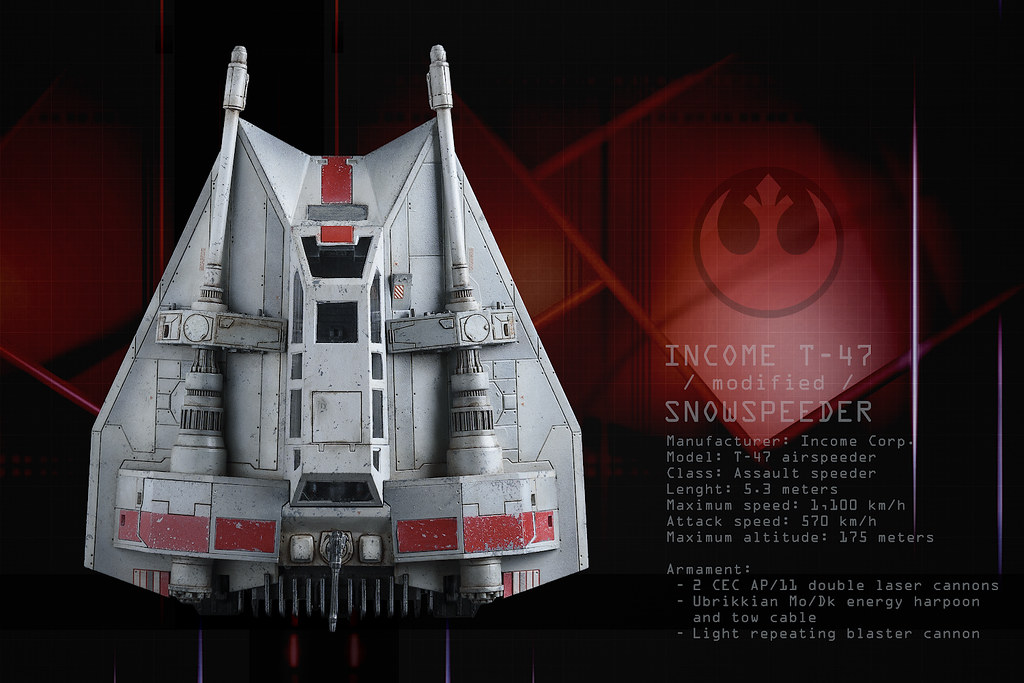 INCOME T-47
/ modified /
SNOWSPEEDER
Manufacturer: Income Corp.
Model: T-47 airspeeder
Class: Assault speeder
Lenght: 5.3 meters
Maximum speed: 1,100 km/h
Attack speed: 570 km/h
Maximum altitude: 175 meters
Armament:
- 2 CEC AP/11 double laser cannons
- Ubrikkian Mo/Dk energy harpoon
and tow cable
- Light repeating blaster cannon